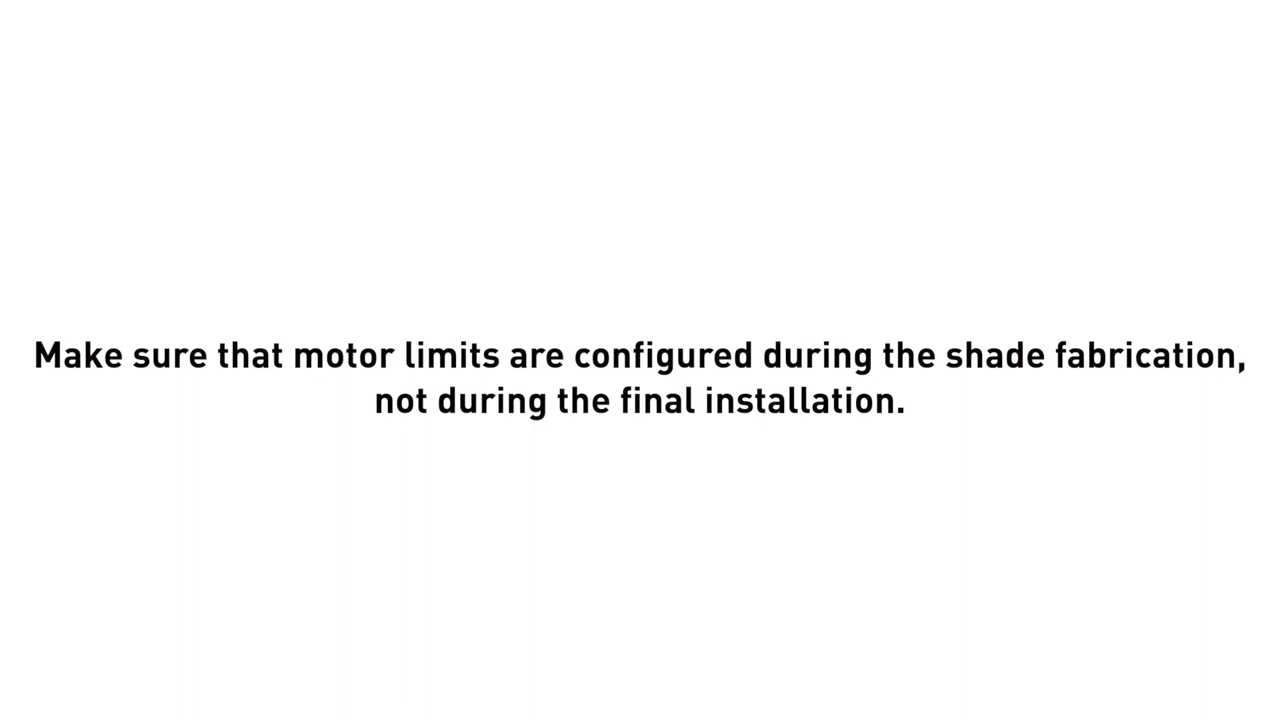 Make sure that motor limits are configured during the shade fabrication,
not during the final installation.